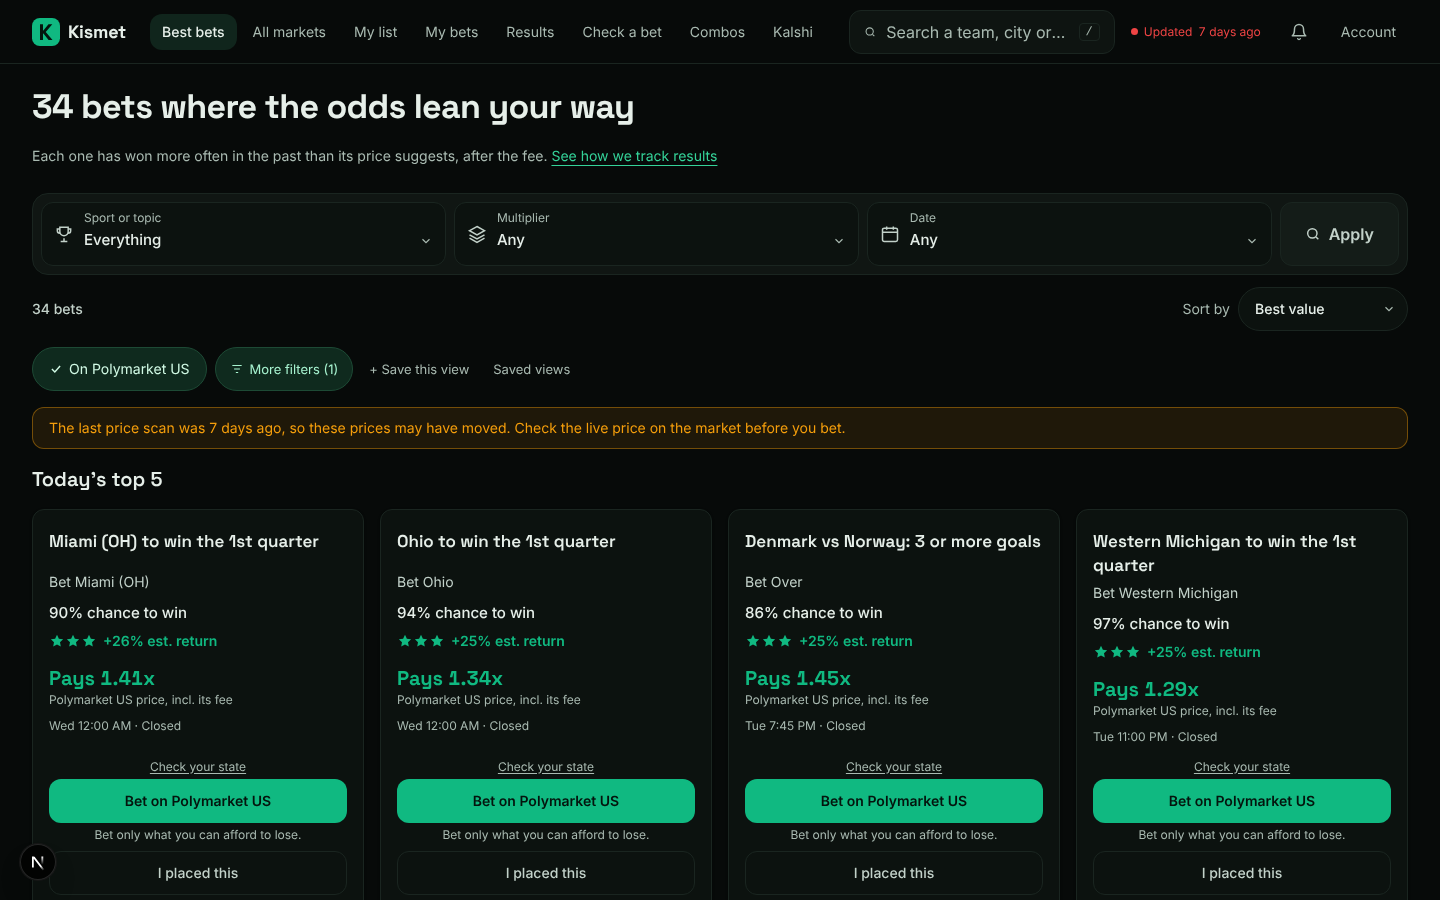 K Kismet
Best bets
All markets
My list
My bets
Results
Check a bet
Combos
Kalshi
Search a team, city or... /
Updated 7 days ago
Account
34 bets where the odds lean your way
Each one has won more often in the past than its price suggests, after the fee. See how we track results
Sport or topic
Everything
Multiplier
Any
Date
Any
Apply
34 bets
Sort by
Best value
On Polymarket US
More filters (1)
+ Save this view
Saved views
The last price scan was 7 days ago, so these prices may have moved. Check the live price on the market before you bet.
Today's top 5
Miami (OH) to win the 1st quarter
Bet Miami (OH)
90% chance to win
★★★ +26% est. return
Pays 1.41x
Polymarket US price, incl. its fee
Wed 12:00 AM · Closed
Check your state
Bet on Polymarket US
Bet only what you can afford to lose.
I placed this
Ohio to win the 1st quarter
Bet Ohio
94% chance to win
★★★ +25% est. return
Pays 1.34x
Polymarket US price, incl. its fee
Wed 12:00 AM · Closed
Check your state
Bet on Polymarket US
Bet only what you can afford to lose.
I placed this
Denmark vs Norway: 3 or more goals
Bet Over
86% chance to win
★★★ +25% est. return
Pays 1.45x
Polymarket US price, incl. its fee
Tue 7:45 PM · Closed
Check your state
Bet on Polymarket US
Bet only what you can afford to lose.
I placed this
Western Michigan to win the 1st
quarter
Bet Western Michigan
97% chance to win
★★★ +25% est. return
Pays 1.29x
Polymarket US price, incl. its fee
Tue 11:00 PM · Closed
Check your state
Bet on Polymarket US
Bet only what you can afford to lose.
I placed this
N